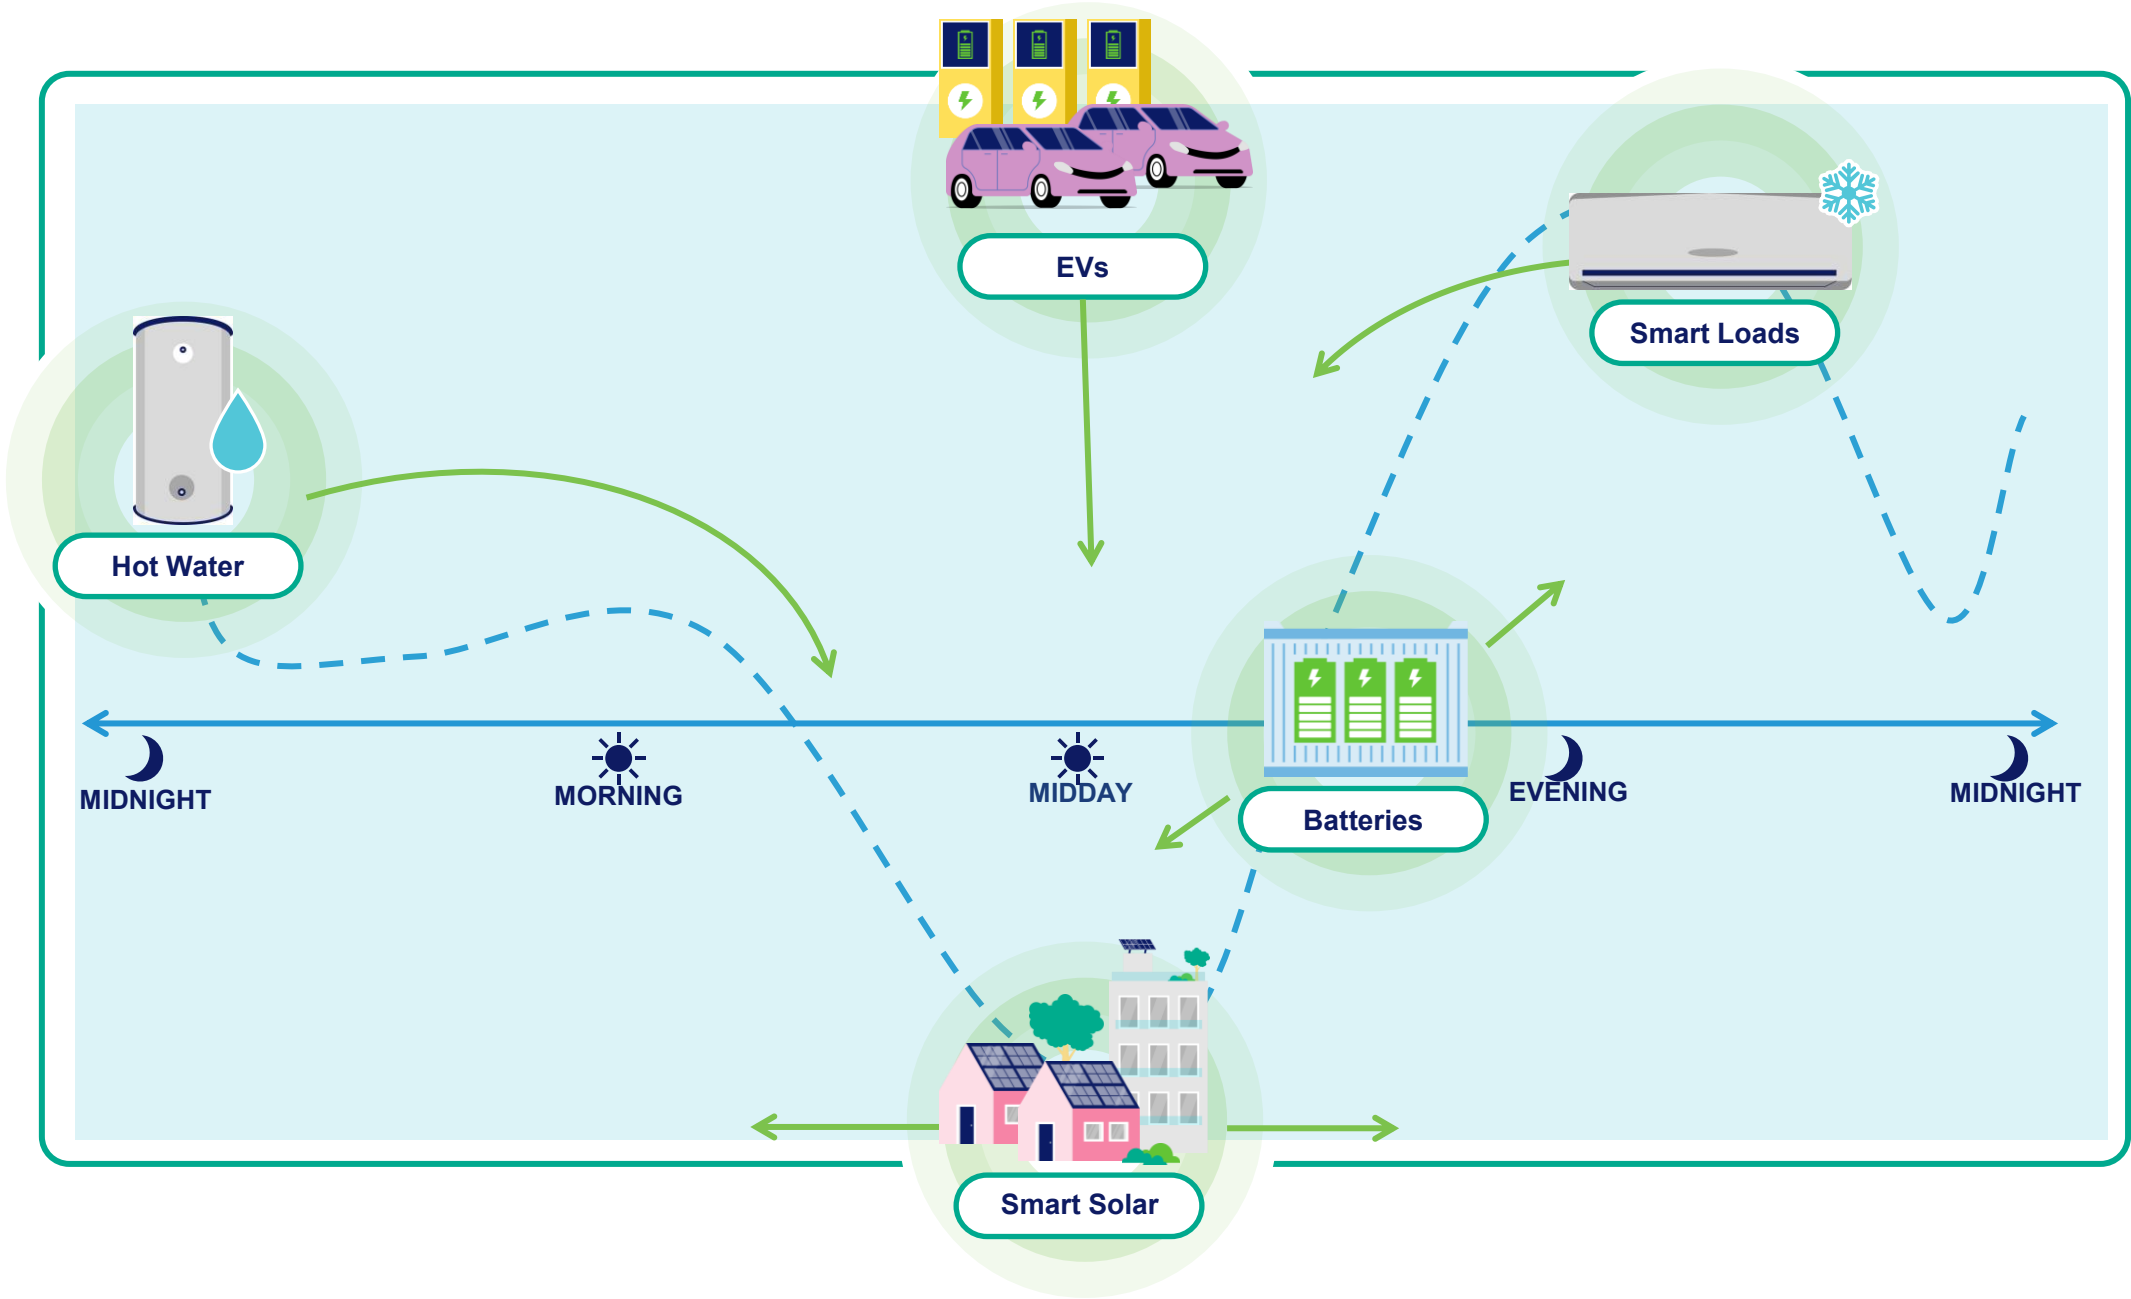 EVs
Smart Loads
Hot Water
MIDNIGHT
MORNING
MIDDAY
EVENING
MIDNIGHT
Batteries
Smart Solar